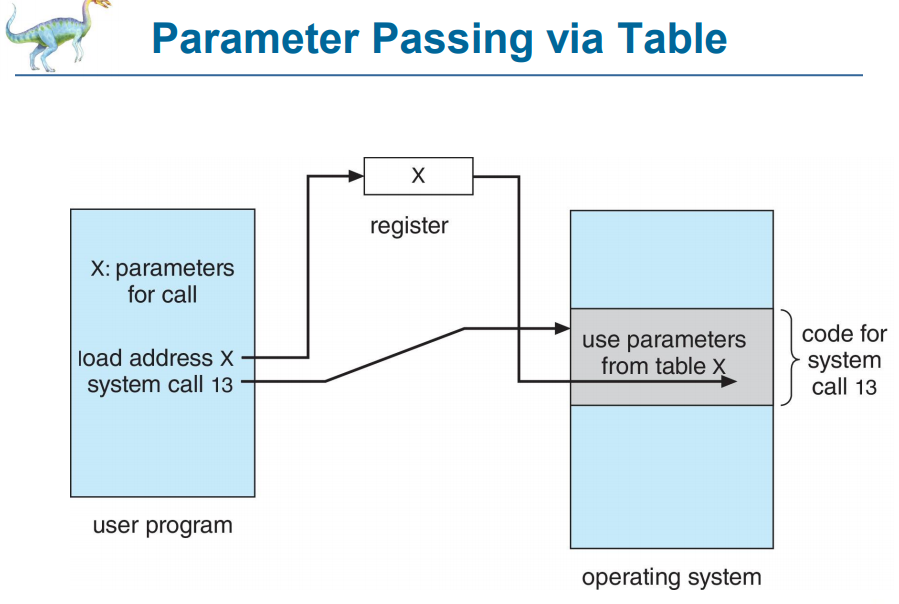 Parameter Passing via Table
X
register
X: parameters
for call
load address X
system call 13
user program
use parameters
from table X
code for
system
call 13
operating system